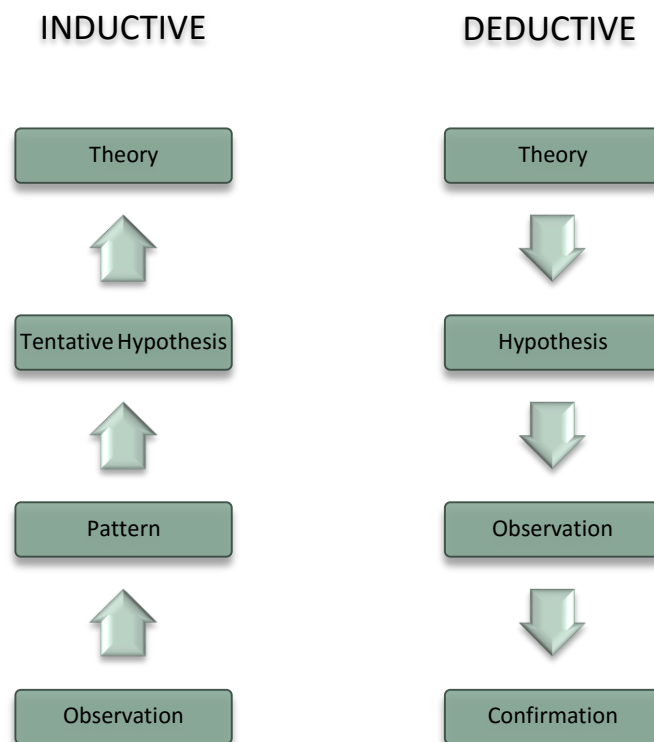 INDUCTIVE
DEDUCTIVE
Theory
Theory
Tentative Hypothesis
Hypothesis
Pattern
Observation
Observation
Confirmation